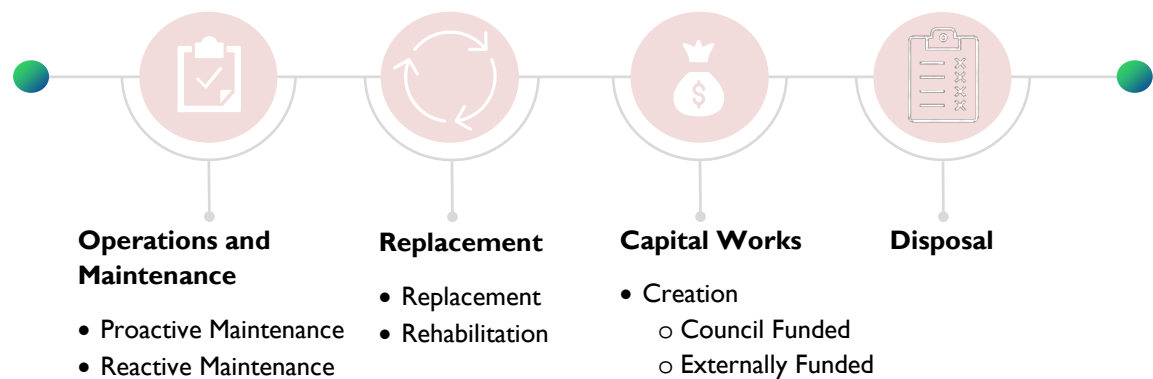 $
Operations and
Maintenance
• Proactive Maintenance
• Reactive Maintenance
Replacement
• Replacement
• Rehabilitation
Capital Works
• Creation
o Council Funded
o Externally Funded
Disposal